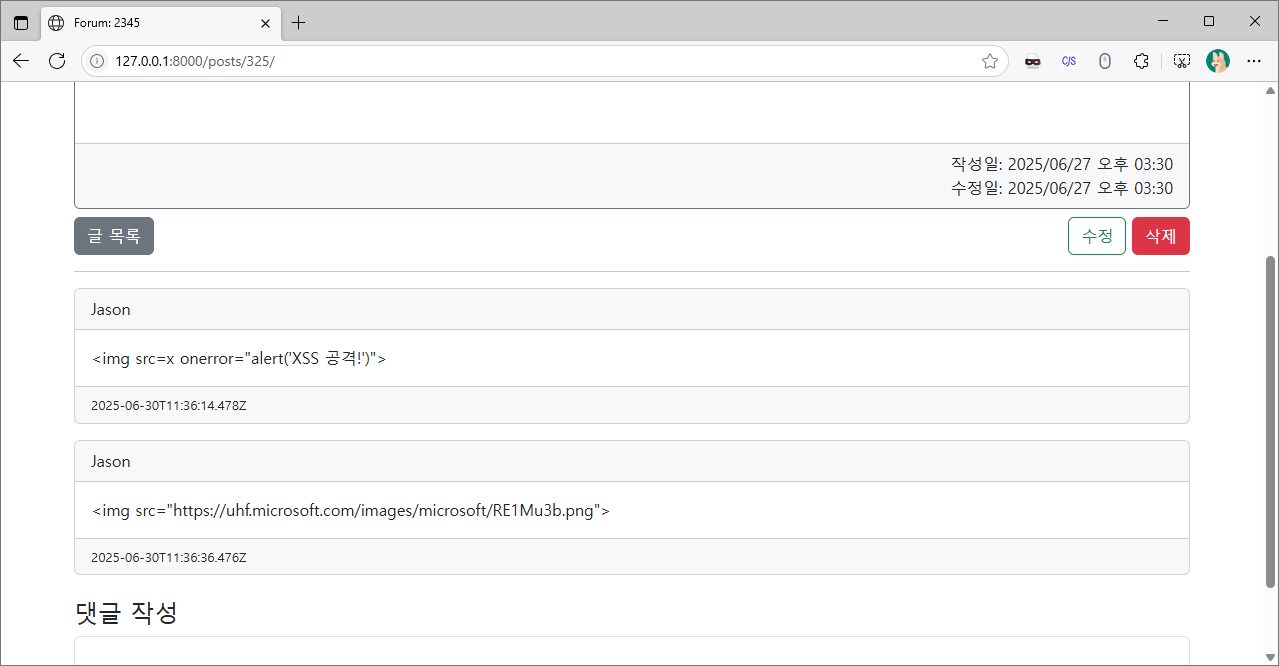 Forum: 2345
127.0.0.1:8000/posts/325/
C/S
작성일: 2025/06/27 오후 03:30
수정일: 2025/06/27 오후 03:30
글 목록
수정
삭제
Jason
<img src=x onerror="alert('XSS 공격!')">
2025-06-30T11:36:14.478Z
Jason
<img src="https://uhf.microsoft.com/images/microsoft/RE1Mu3b.png">
2025-06-30T11:36:36.476Z
댓글 작성